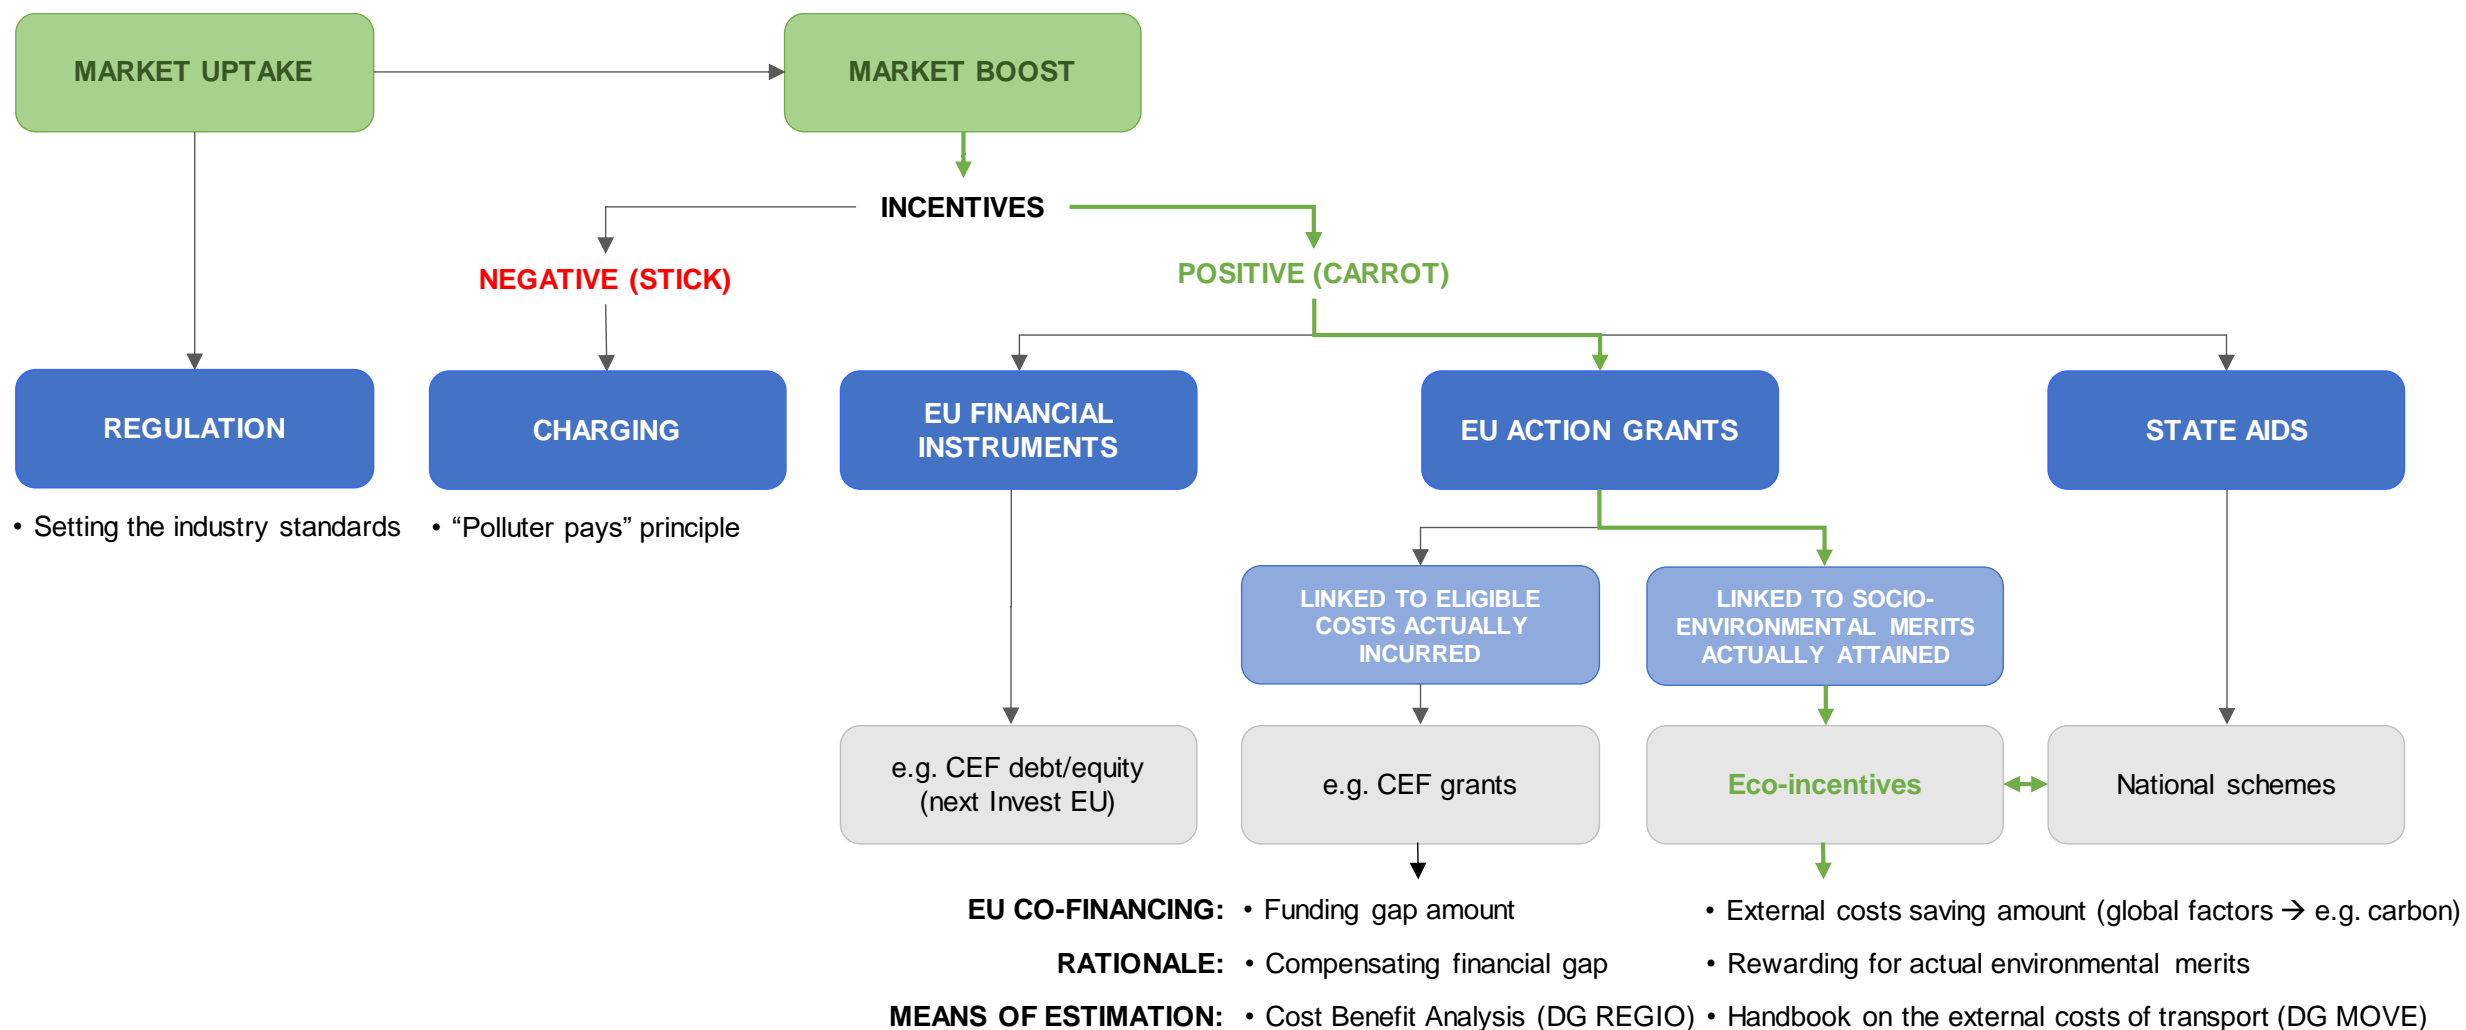 MARKET UPTAKE
MARKET BOOST
INCENTIVES
NEGATIVE (STICK)
POSITIVE (CARROT)
REGULATION
CHARGING
EU FINANCIAL
INSTRUMENTS
EU ACTION GRANTS
STATE AIDS
• Setting the industry standards
• “Polluter pays” principle
LINKED TO ELIGIBLE
COSTS ACTUALLY
INCURRED
LINKED TO SOCIO-
ENVIRONMENTAL MERITS
ACTUALLY ATTAINED
e.g. CEF debt/equity
(next Invest EU)
e.g. CEF grants
Eco-incentives
National schemes
EU CO-FINANCING: • Funding gap amount • External costs saving amount (global factors → e.g. carbon)
RATIONALE: • Compensating financial gap • Rewarding for actual environmental merits
MEANS OF ESTIMATION: • Cost Benefit Analysis (DG REGIO) • Handbook on the external costs of transport (DG MOVE)